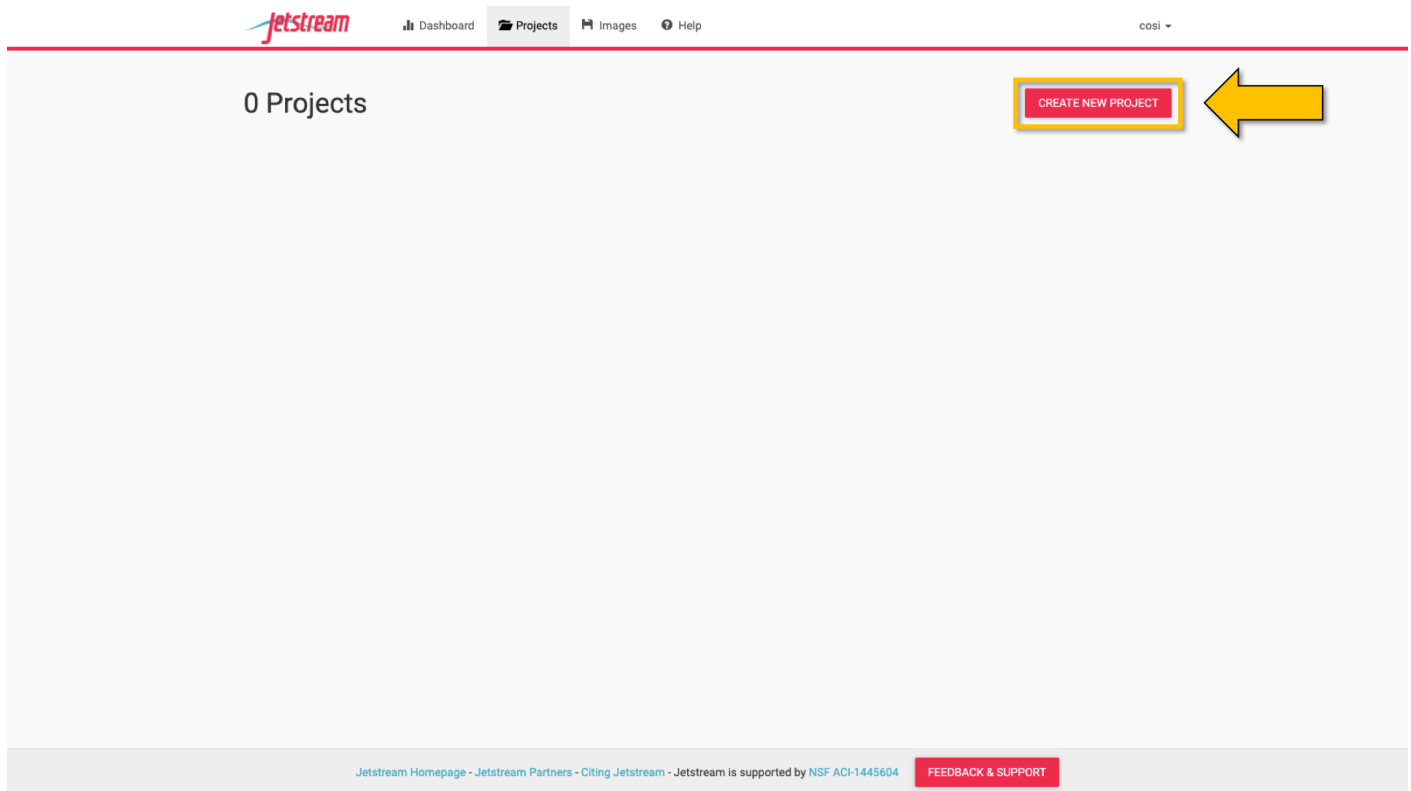 Jetstream
Dashboard Projects Images Help cosi
0 Projects
CREATE NEW PROJECT
Jetstream Homepage - Jetstream Partners - Citing Jetstream - Jetstream is supported by NSF ACI-1445604 FEEDBACK & SUPPORT